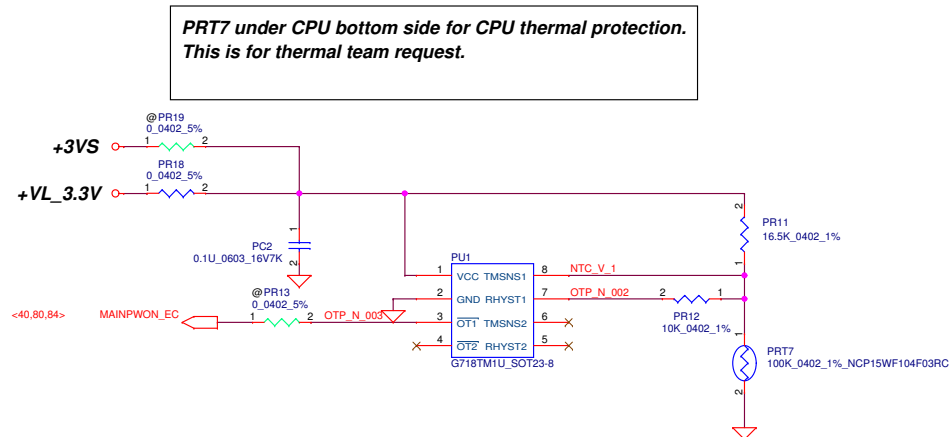 PRT7 under CPU bottom side for CPU thermal protection.
This is for thermal team request.
@PR19
0_0402_5%
+3VS
1
2
PR18
0_0402_5%
+VL_3.3V
1
2
2
PR11
16.5K_0402_1%
1
1
PC2
0.1U_0603_16V7K
2
PU1
1
VCC
TMSNS1
8
NTC_V_1
2
GND
RHYST1
7
OTP_N_002
2
1
PR12
10K_0402_1%
@PR13
0_0402_5%
<40,80,84>
MAINPWON_EC
1
2
OTP_N_003
3
OT1
TMSNS2
6
4
OT2
RHYST2
5
G718TM1U_SOT23-8
1
PRT7
100K_0402_1%_NCP15WF104F03RC
2